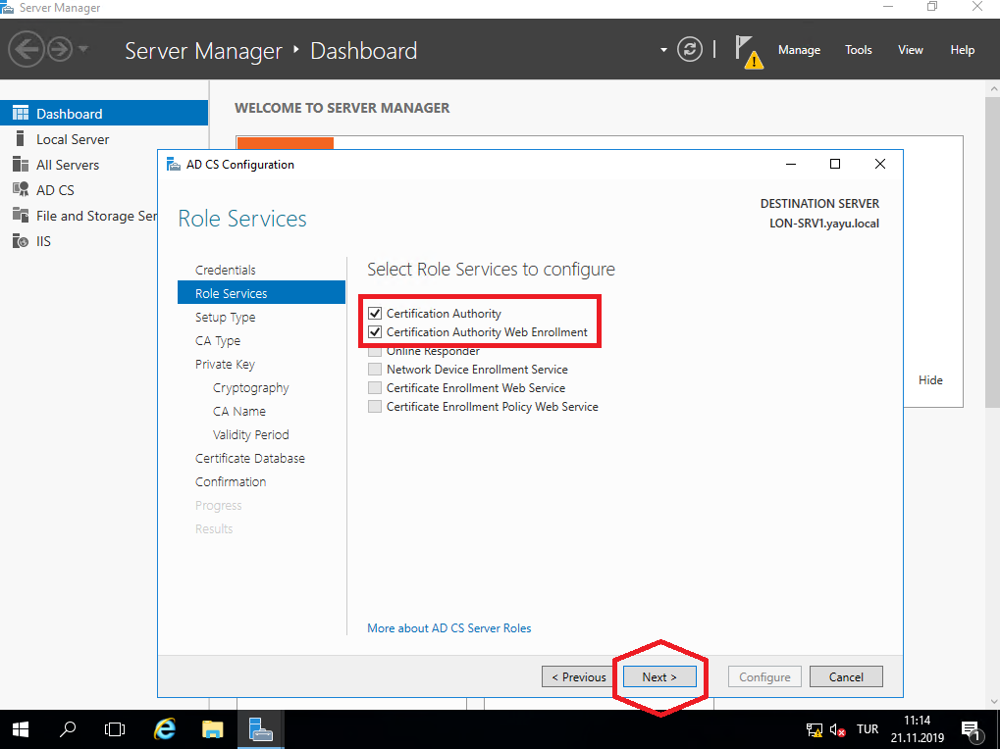 Server Manager
Server Manager • Dashboard
Manage Tools View Help
Dashboard
Local Server
All Servers
AD CS
File and Storage Ser
IIS
WELCOME TO SERVER MANAGER
AD CS Configuration
Role Services
DESTINATION SERVER
LON-SRV1.yayu.local
Credentials
Role Services
Setup Type
CA Type
Private Key
Cryptography
CA Name
Validity Period
Certificate Database
Confirmation
Progress
Results
Select Role Services to configure
Certification Authority
Certification Authority Web Enrollment
Online Responder
Network Device Enrollment Service
Certificate Enrollment Web Service
Certificate Enrollment Policy Web Service
More about AD CS Server Roles
Hide
< Previous Next > Configure Cancel
TUR
11:14
21.11.2019
1